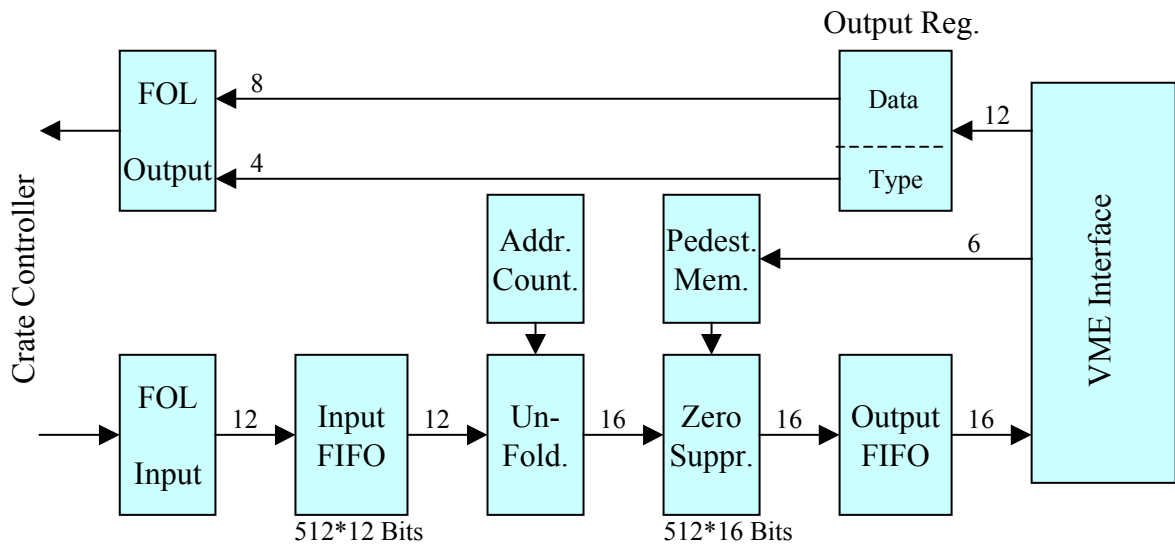 Output Reg.
FOL
Output
8
4
Data
Type
12
VME Interface
Crate Controller
Addr.
Count.
Pedest.
Mem.
6
FOL
Input
12
Input
FIFO
12
Un-
Fold.
16
Zero
Suppr.
16
Output
FIFO
16
512*12 Bits
512*16 Bits